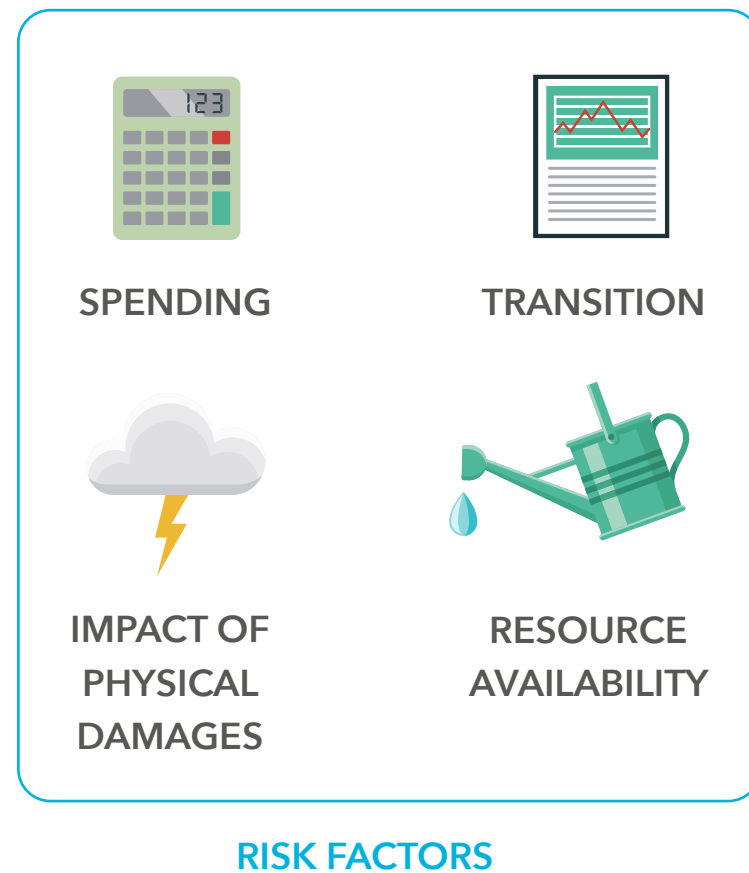 123
SPENDING
TRANSITION
IMPACT OF
PHYSICAL
DAMAGES
RESOURCE
AVAILABILITY
RISK FACTORS